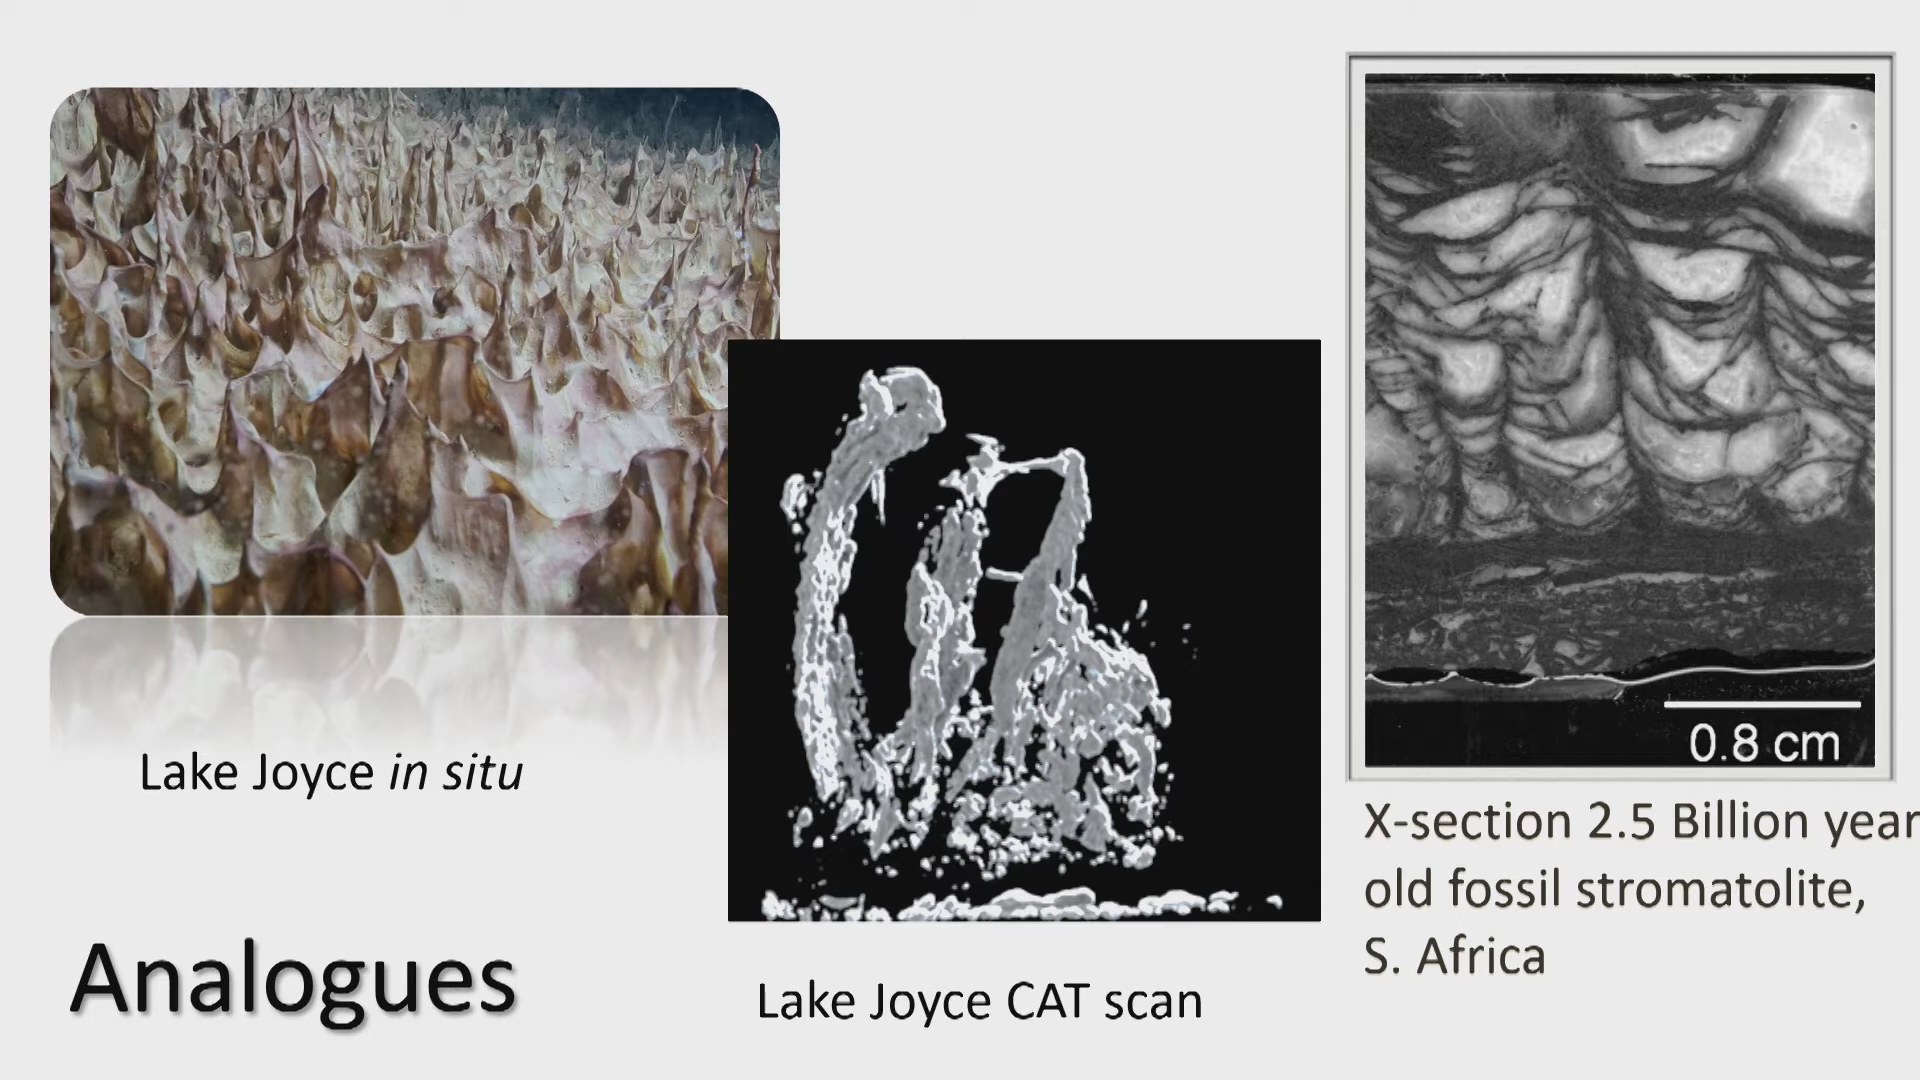 0.8 cm
Lake Joyce in situ
X-section 2.5 Billion year
old fossil stromatolite,
S. Africa
Analogues
Lake Joyce CAT scan